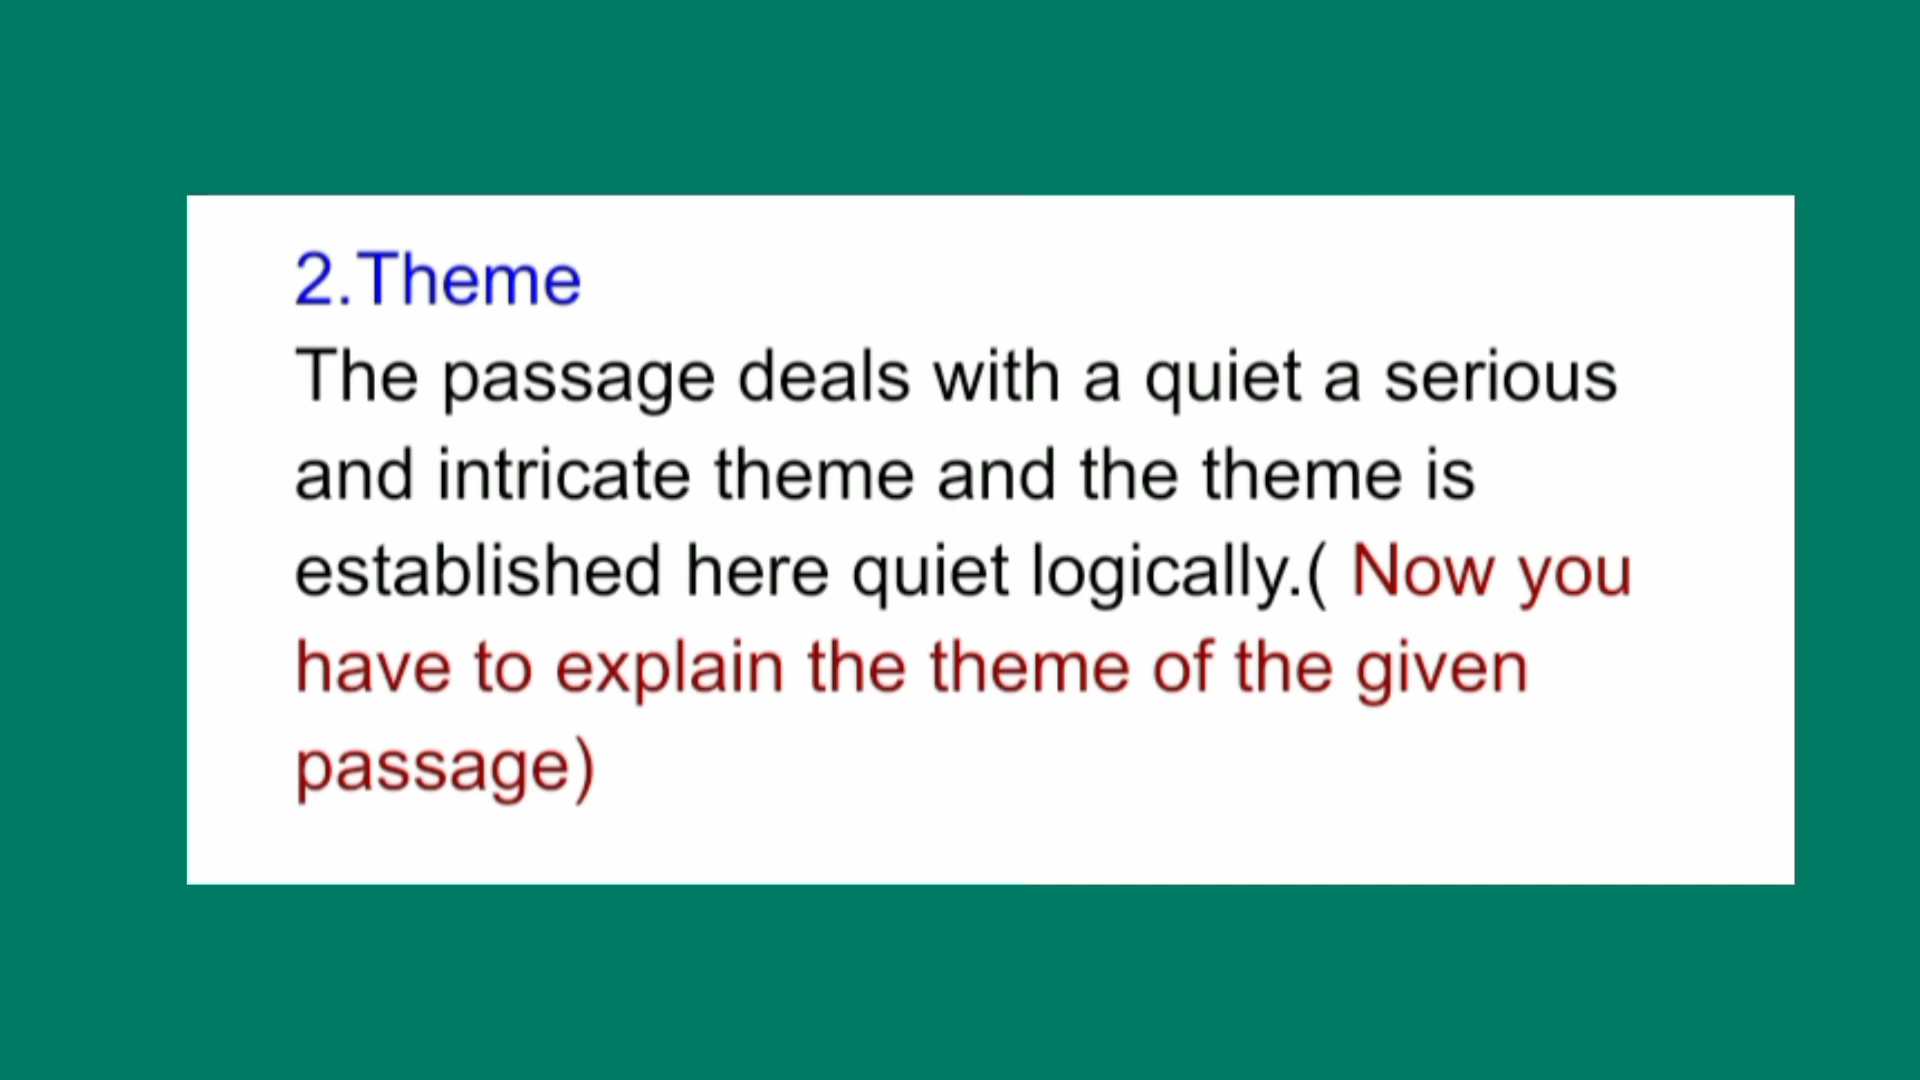 2.Theme
The passage deals with a quiet a serious
and intricate theme and the theme is
established here quiet logically.( Now you
have to explain the theme of the given
passage)